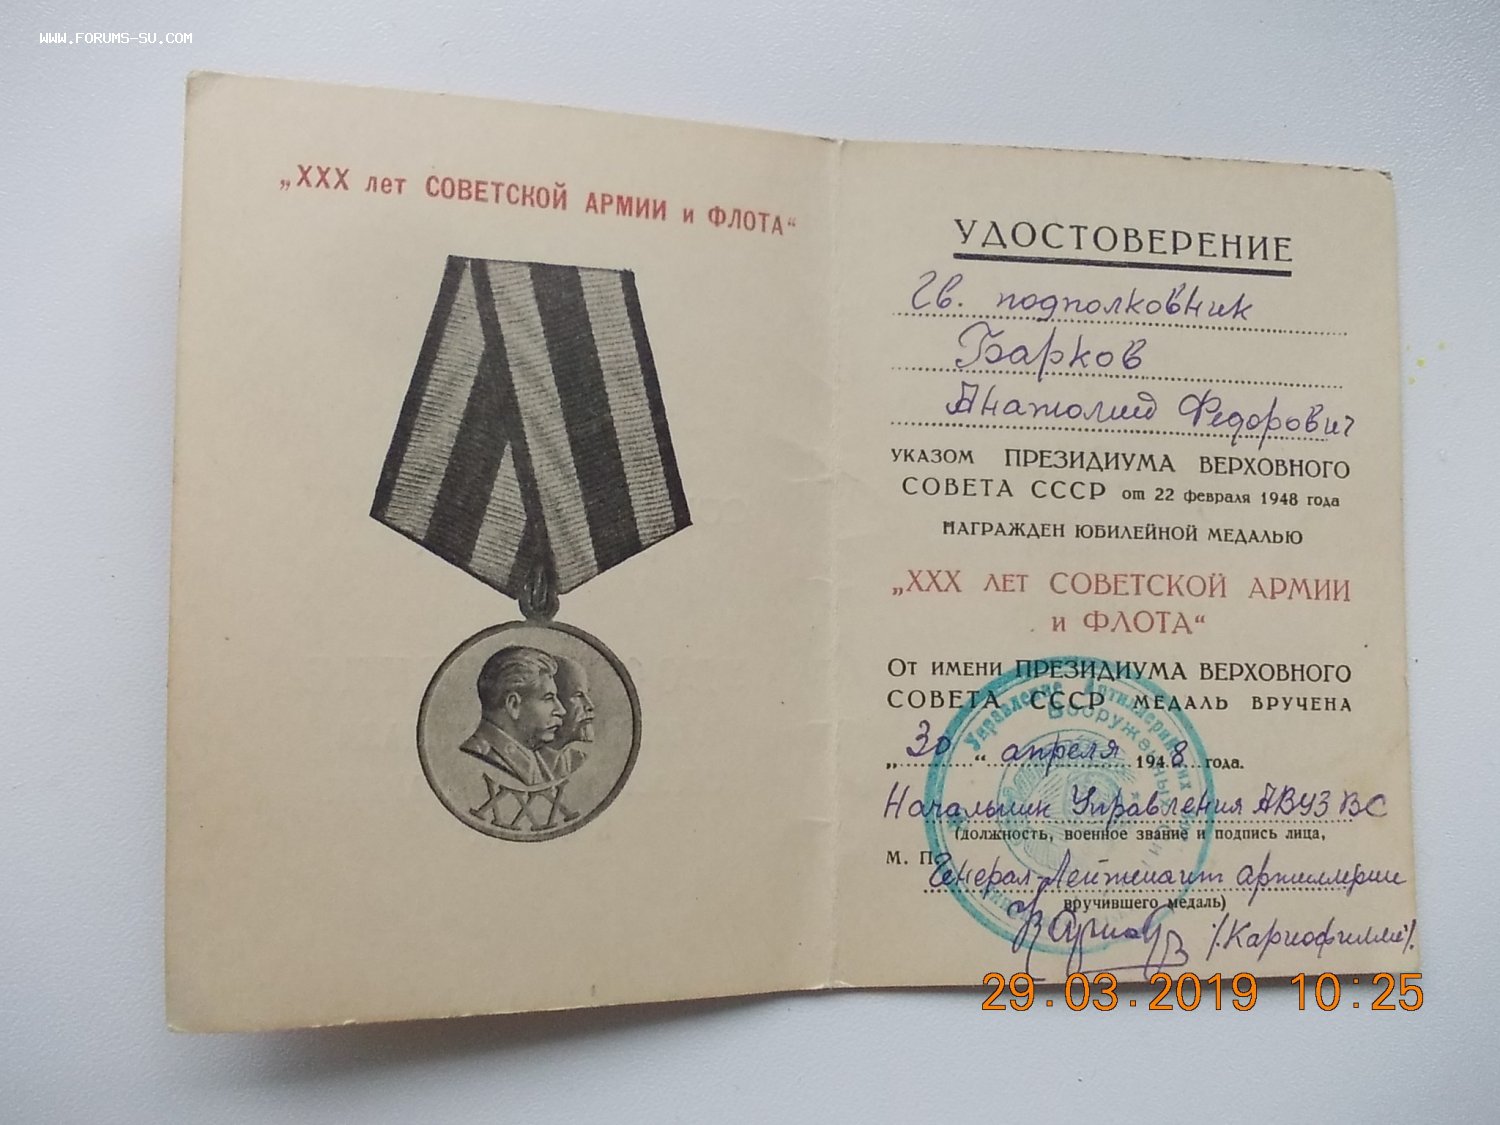 WWW.FORUMS-SU.COM
„XXX лет СОВЕТСКОЙ АРМИИ и ФЛОТА“
XXX
УДОСТОВЕРЕНИЕ
Гв. подполковник
Барков
Анатолий Федорович
УКАЗОМ ПРЕЗИДИУМА ВЕРХОВНОГО
СОВЕТА СССР от 22 февраля 1948 года
НАГРАЖДЕН ЮБИЛЕЙНОЙ МЕДАЛЬЮ
„XXX ЛЕТ СОВЕТСКОЙ АРМИИ
и ФЛОТА“
ОТ ИМЕНИ ПРЕЗИДИУМА ВЕРХОВНОГО
СОВЕТА СССР МЕДАЛЬ ВРУЧЕНА
„30“ апреля 1948 года.
Начальник Управления АВУЗ ВС
(должность, военное звание и подпись лица,
М. П.
Генерал-Лейтенант артиллерии
вручившего медаль)
/Кариофилли/.
Управление Артиллерийских
Вооруженных
29.03.2019 10:25